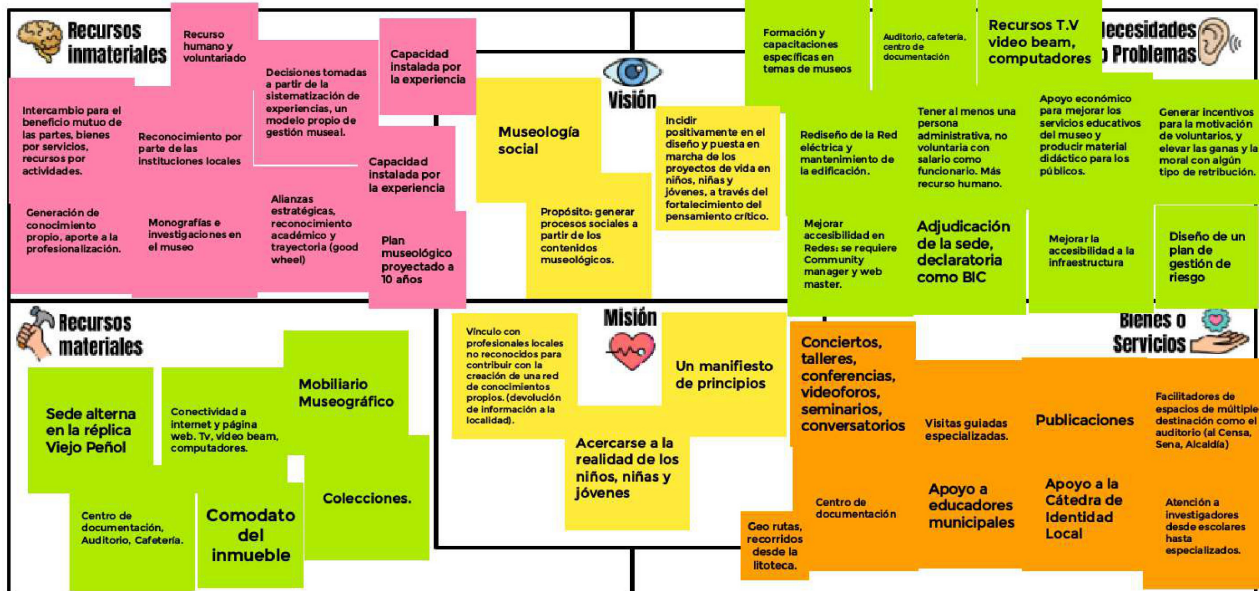 Recursos
inmateriales
Recurso
humano y
voluntariado
Decisiones tomadas
a partir de la
sistematización de
experiencias, un
modelo propio de
gestión museal.
Capacidad
instalada por
la experiencia
Intercambio para el
beneficio mutuo de
las partes, bienes
por servicios,
recursos por
actividades.
Reconocimiento por
parte de las
instituciones locales
Capacidad
instalada por
la experiencia
Generación de
conocimiento
propio, aporte a la
profesionalización.
Monografías e
investigaciones en
el museo
Alianzas
estratégicas,
reconocimiento
académico y
trayectoria (good
wheel)
Plan
museológico
proyectado a
10 años
Visión
Museología
social
Incidir
positivamente en el
diseño y puesta en
marcha de los
proyectos de vida en
niños, niñas y
jóvenes, a través del
fortalecimiento del
pensamiento crítico.
Propósito: generar
procesos sociales a
partir de los
contenidos
museológicos.
Necesidades
o Problemas
Formación y
capacitaciones
específicas en
temas de museos
Auditorio, cafetería,
centro de
documentación
Recursos T.V
video beam,
computadores
Rediseño de la Red
eléctrica y
mantenimiento de
la edificación.
Tener al menos una
persona
administrativa, no
voluntaria con
salario como
funcionario. Más
recurso humano.
Apoyo económico
para mejorar los
servicios educativos
del museo y
producir material
didáctico para los
públicos.
Generar incentivos
para la motivación
de voluntarios, y
elevar las ganas y la
moral con algún
tipo de retribución.
Mejorar
accesibilidad en
Redes: se requiere
Community
manager y web
master.
Adjudicación
de la sede,
declaratoria
como BIC
Mejorar la
accesibilidad a la
infraestructura
Diseño de un
plan de
gestión de
riesgo
Recursos
materiales
Sede alterna
en la réplica
Viejo Peñol
Conectividad a
internet y página
web. Tv, video beam,
computadores.
Mobiliario
Museográfico
Colecciones.
Centro de
documentación,
Auditorio, Cafetería.
Comodato
del
inmueble
Misión
Vínculo con
profesionales locales
no reconocidos para
contribuir con la
creación de una red
de conocimientos
propios. (devolución
de información a la
localidad).
Un manifiesto
de principios
Acercarse a la
realidad de los
niños, niñas y
jóvenes
Bienes o
Servicios
Conciertos,
talleres,
conferencias,
videoforos,
seminarios,
conversatorios
Visitas guiadas
especializadas.
Publicaciones
Facilitadores de
espacios de múltiple
destinación como el
auditorio (al Censa,
Sena, Alcaldía)
Geo rutas,
recorridos
desde la
litoteca.
Centro de
documentación
Apoyo a
educadores
municipales
Apoyo a la
Cátedra de
Identidad
Local
Atención a
investigadores
desde escolares
hasta
especializados.